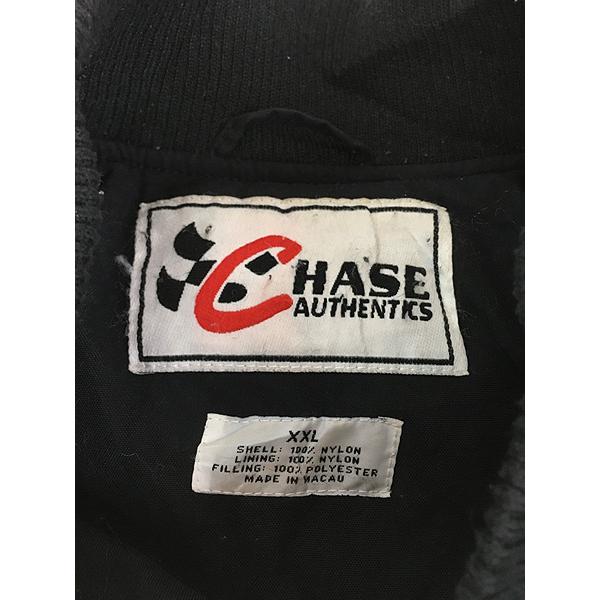 CHASE
AUTHENTICS
XXL
SHELL: 100% NYLON
LINING: 100% NYLON
FILLING: 100% POLYESTER
MADE IN MACAU